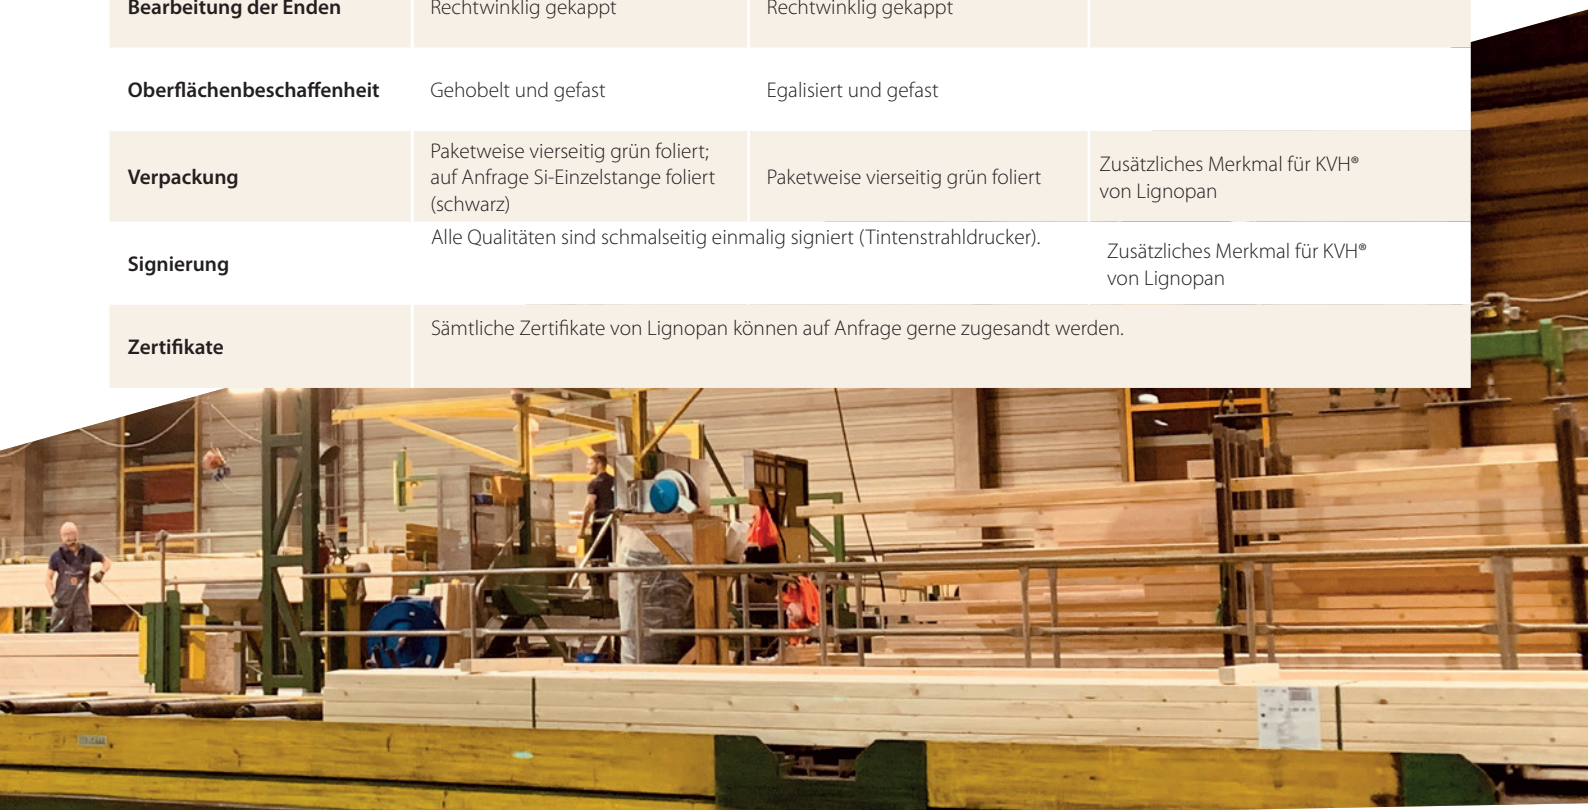 Bearbeitung der Enden
Rechtwinklig gekappt
Rechtwinklig gekappt
Oberflächenbeschaffenheit
Gehobelt und gefast
Egalisiert und gefast
Verpackung
Paketweise vierseitig grün foliert;
auf Anfrage Si-Einzelstange foliert
(schwarz)
Paketweise vierseitig grün foliert
Zusätzliches Merkmal für KVH®
von Lignopan
Signierung
Alle Qualitäten sind schmalseitig einmalig signiert (Tintenstrahldrucker).
Zusätzliches Merkmal für KVH®
von Lignopan
Zertifikate
Sämtliche Zertifikate von Lignopan können auf Anfrage gerne zugesandt werden.